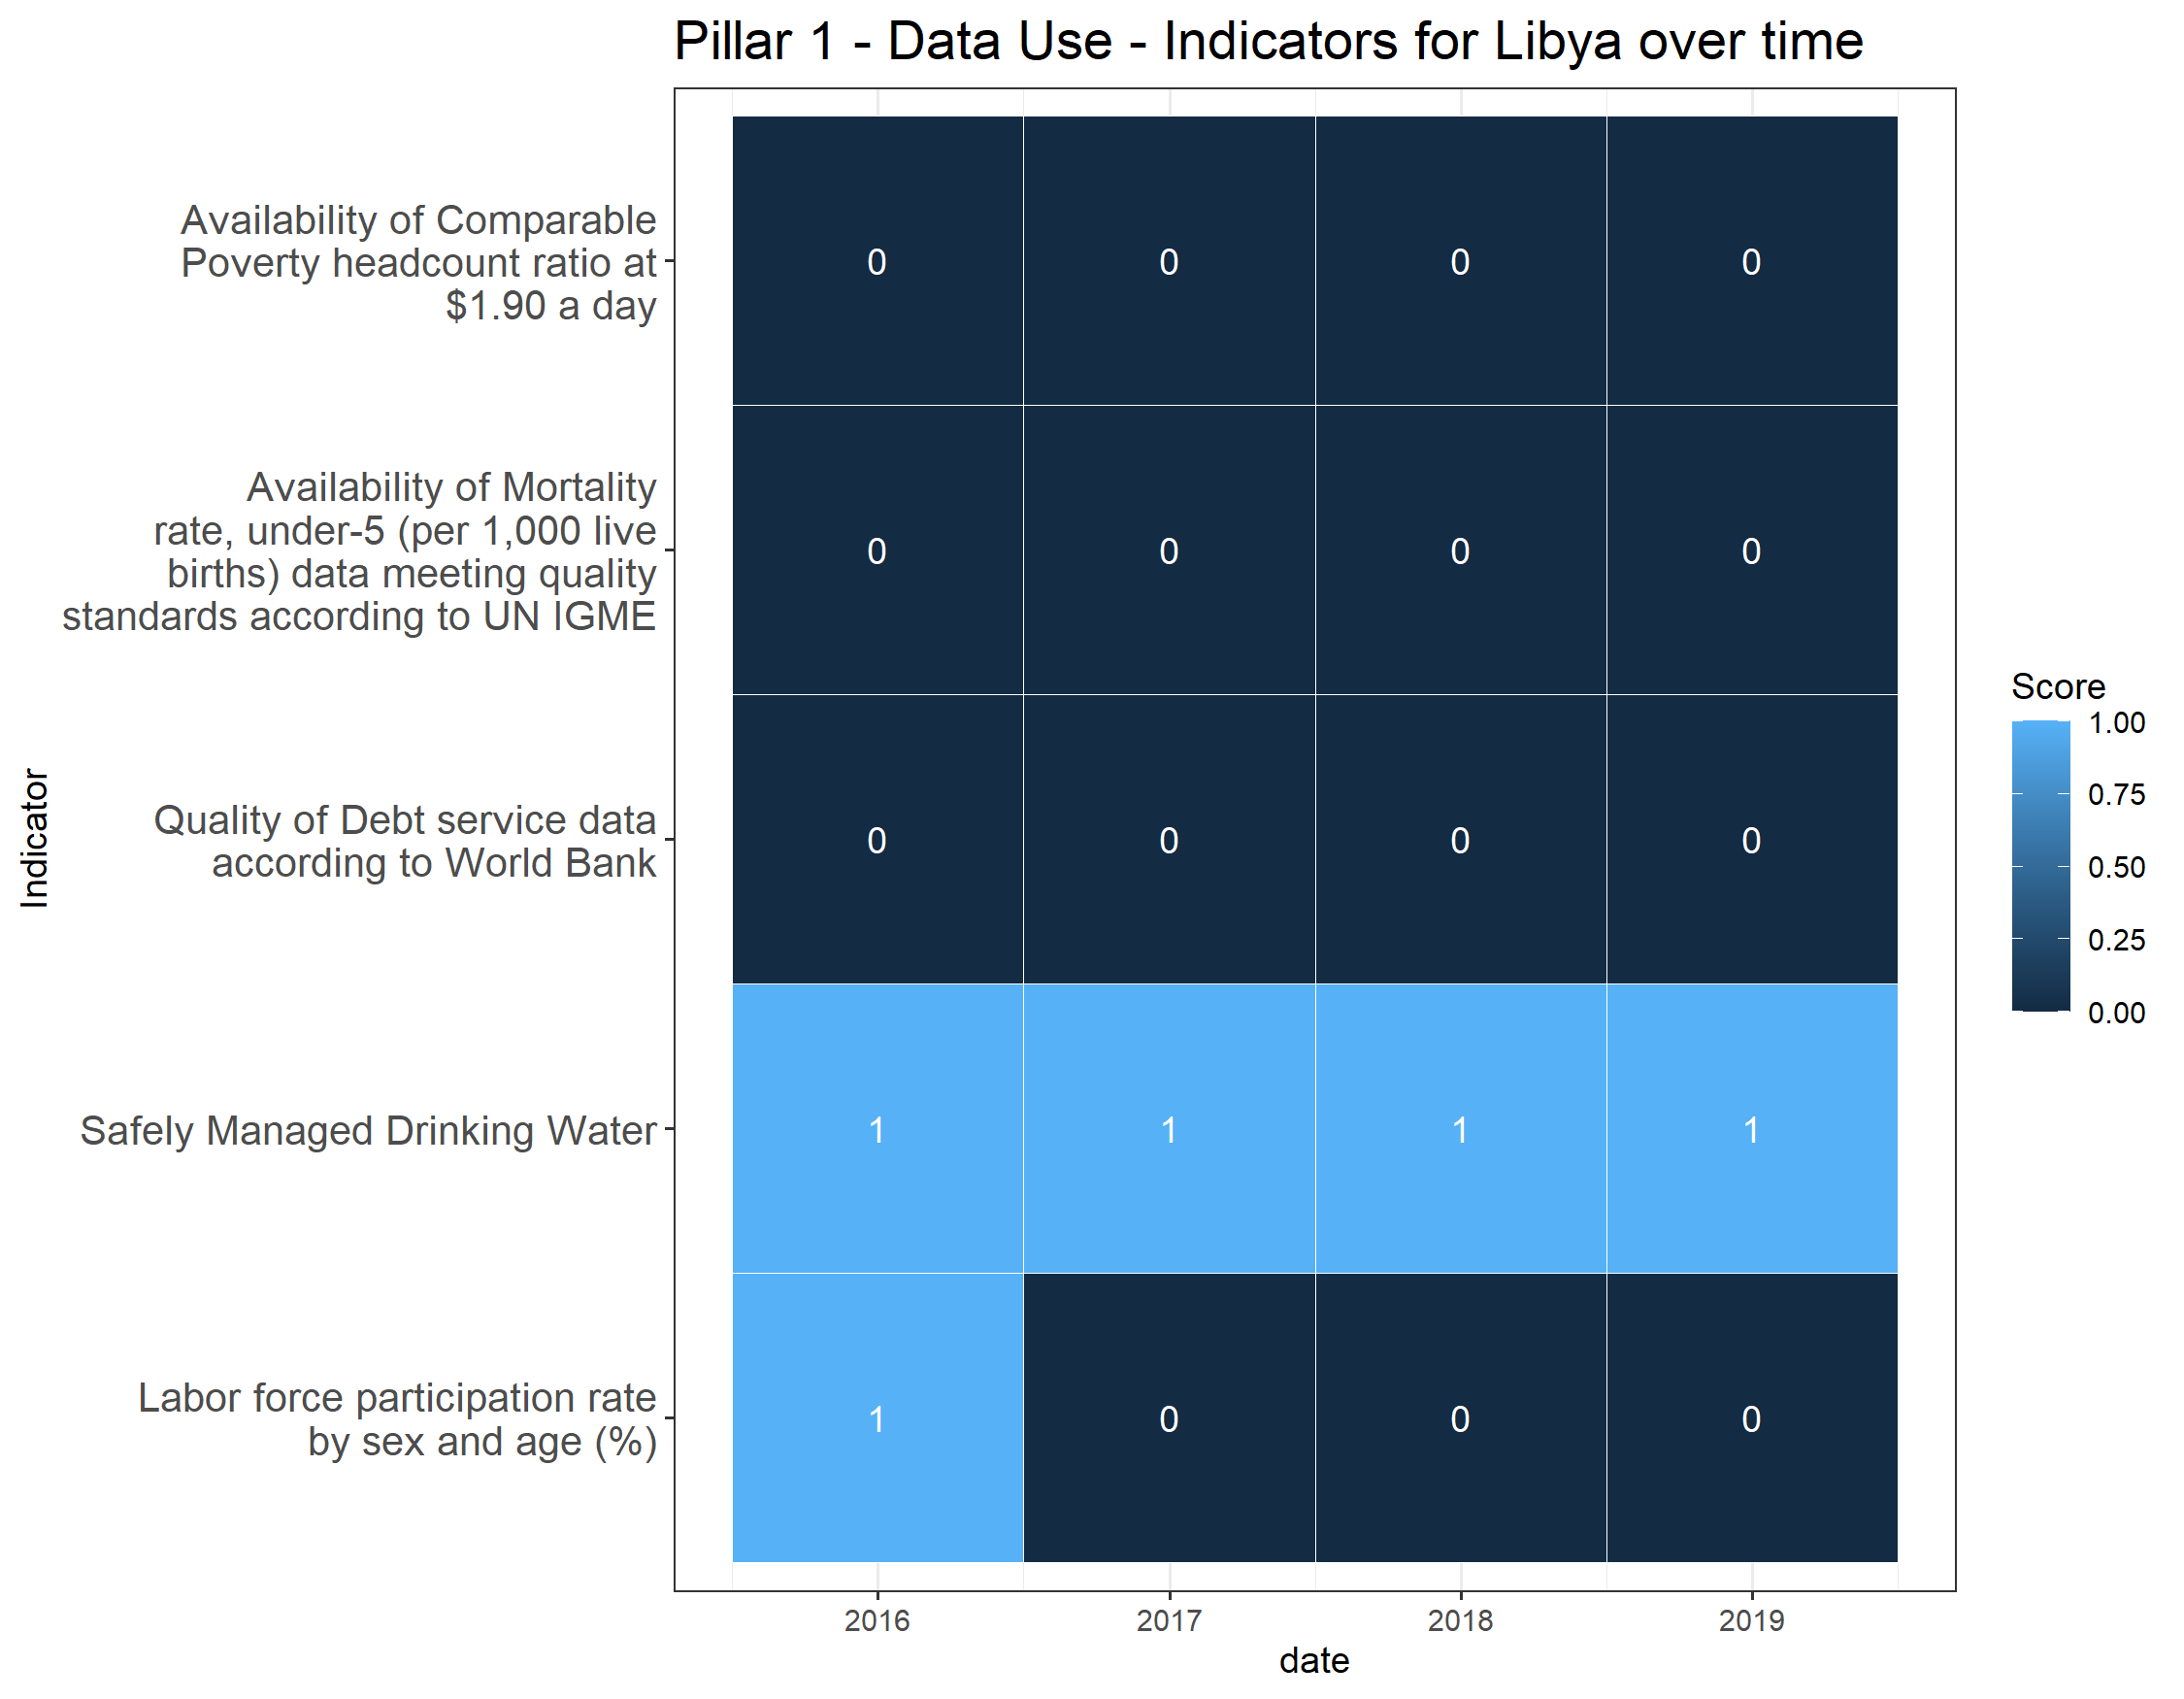 Pillar 1 - Data Use - Indicators for Libya over time
Indicator
Availability of Comparable
Poverty headcount ratio at
$1.90 a day
0 0 0 0
Availability of Mortality
rate, under-5 (per 1,000 live
births) data meeting quality
standards according to UN IGME
0 0 0 0
Quality of Debt service data
according to World Bank
0 0 0 0
Safely Managed Drinking Water
1 1 1 1
Labor force participation rate
by sex and age (%)
1 0 0 0
2016 2017 2018 2019
date
Score
1.00
0.75
0.50
0.25
0.00